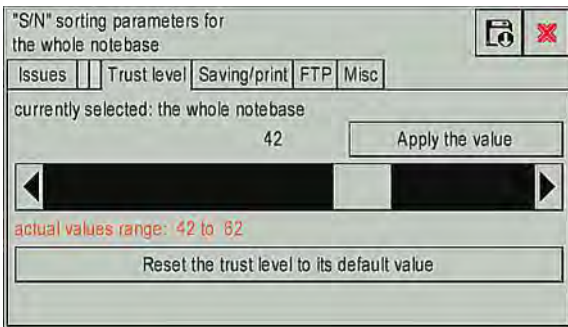 "S/N" sorting parameters for
the whole notebase
Issues Trust level Saving/print FTP Misc
currently selected: the whole notebase
42 Apply the value
actual values range: 42 to 62
Reset the trust level to its default value